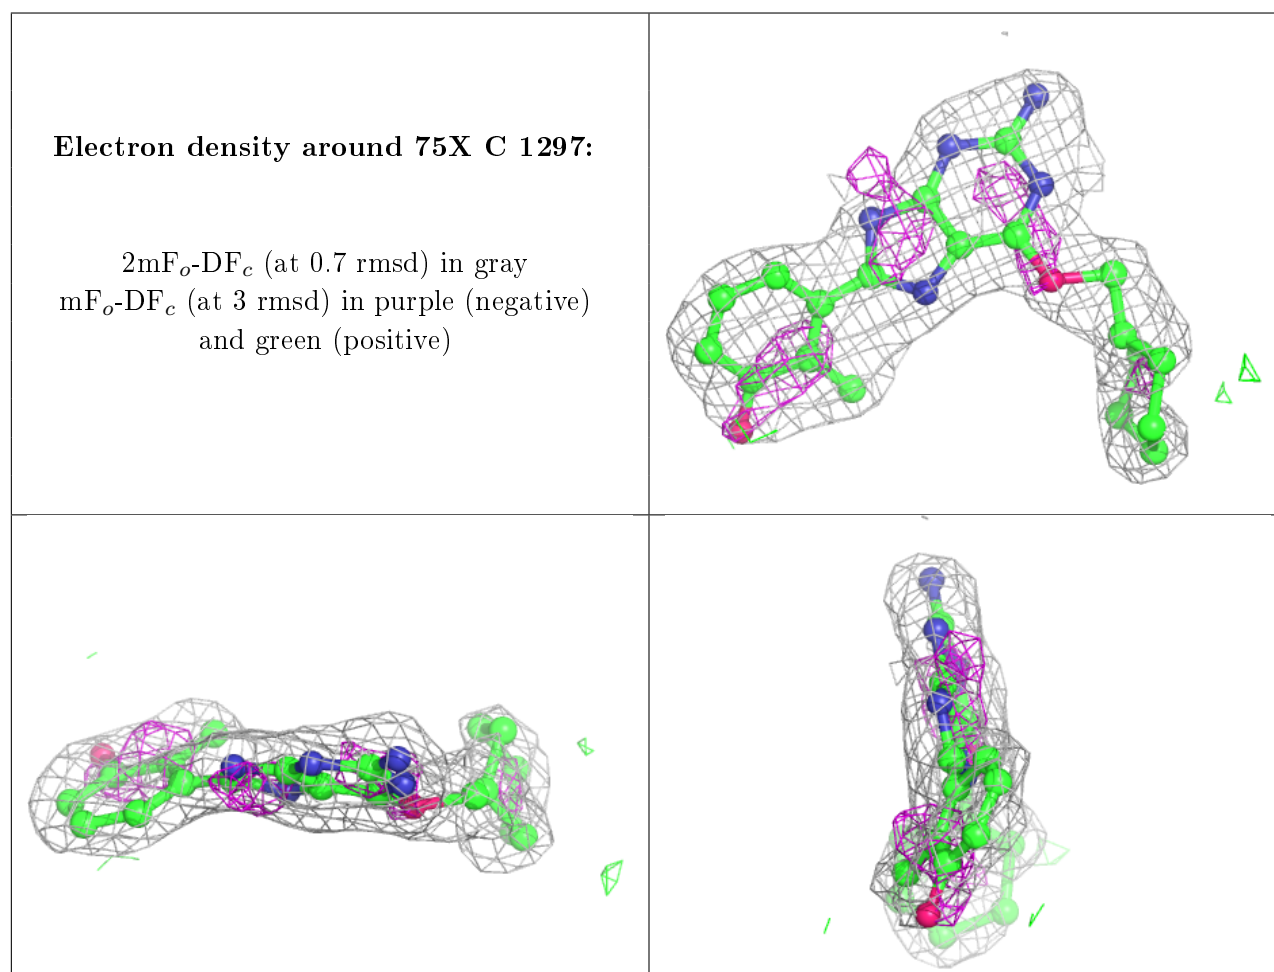 Electron density around 75X C 1297:
2mFo-DFc (at 0.7 rmsd) in gray
mFo-DFc (at 3 rmsd) in purple (negative)
and green (positive)